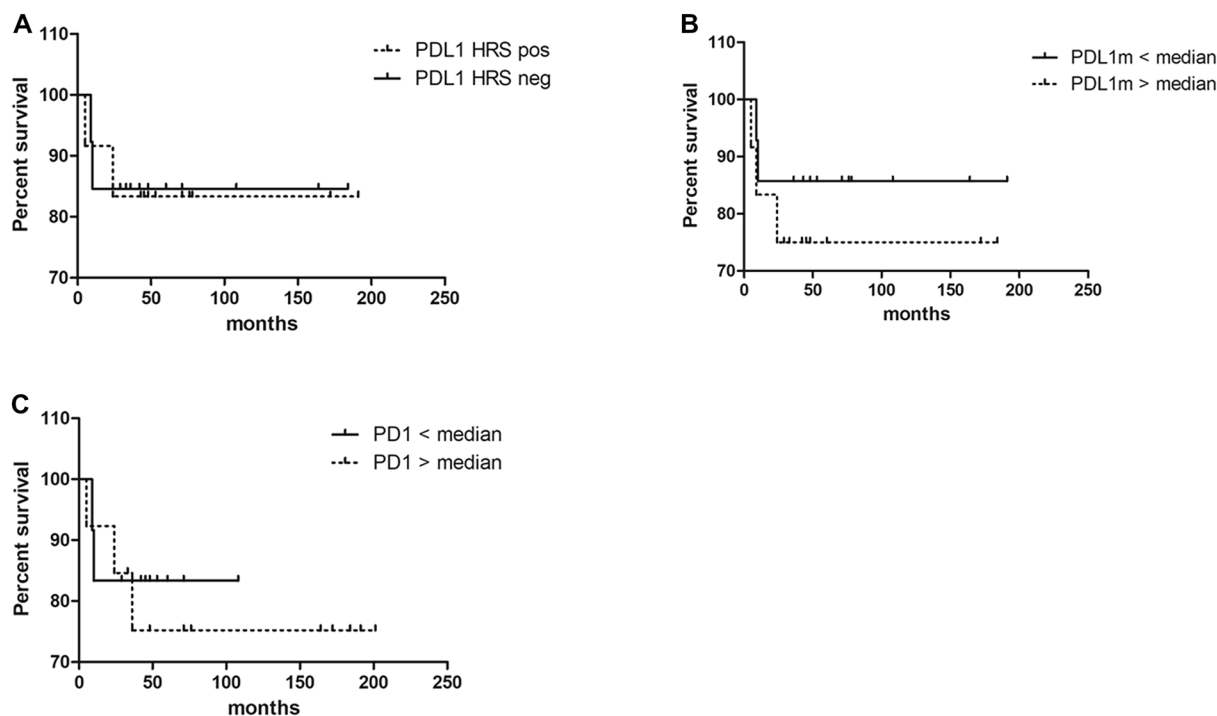 A
110
100
90
80
70
Percent survival
0 50 100 150 200 250
months
PDL1 HRS pos
PDL1 HRS neg
B
110
100
90
80
70
Percent survival
0 50 100 150 200 250
months
PDL1m < median
PDL1m > median
C
110
100
90
80
70
Percent survival
0 50 100 150 200 250
months
PD1 < median
PD1 > median